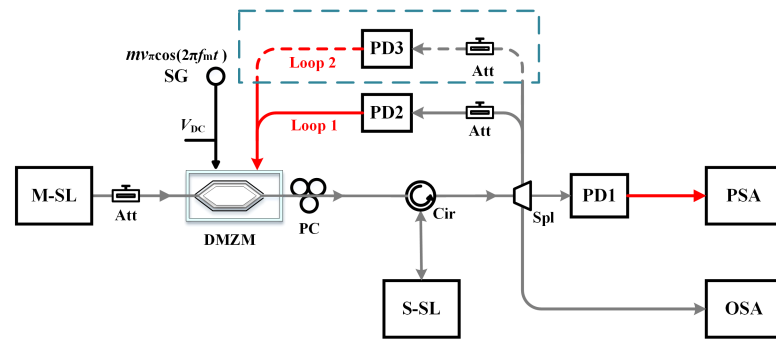 mvπcos(2πfmt)
SG
VDC
Loop 2
PD3
Att
Loop 1
PD2
Att
M-SL
Att
DMZM
PC
Cir
Spl
PD1
PSA
S-SL
OSA